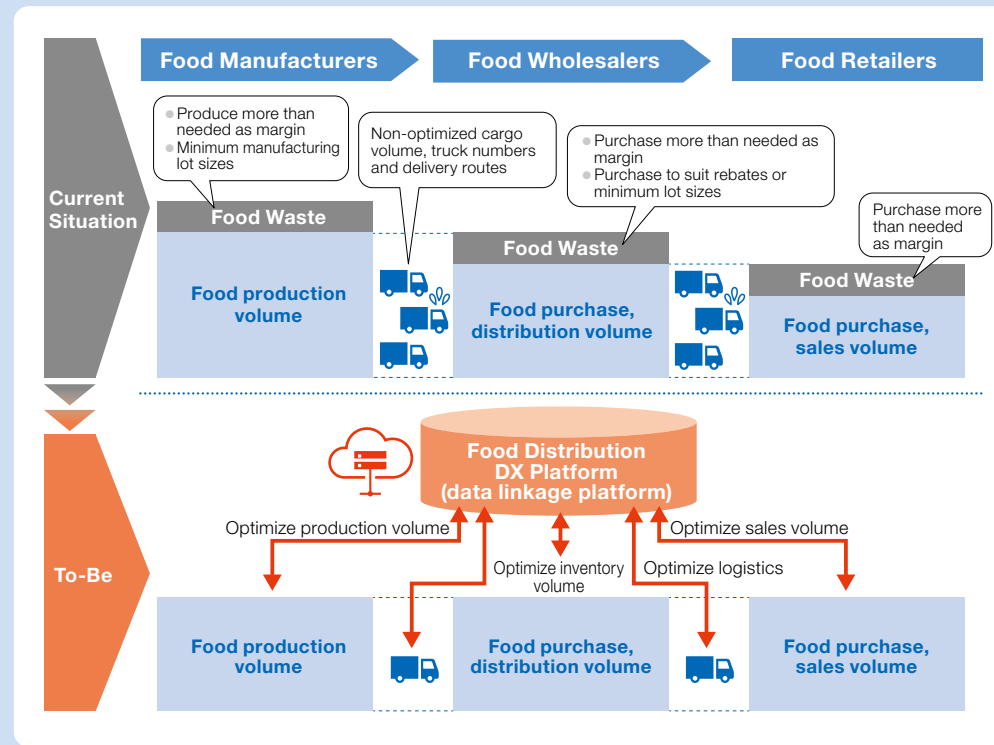 Food Manufacturers
Food Wholesalers
Food Retailers
Current
Situation
Produce more than
needed as margin
Minimum manufacturing
lot sizes
Non-optimized cargo
volume, truck numbers
and delivery routes
Purchase more than needed as
margin
Purchase to suit rebates or
minimum lot sizes
Purchase more
than needed
as margin
Food Waste
Food production
volume
Food Waste
Food purchase,
distribution volume
Food Waste
Food purchase,
sales volume
To-Be
Food Distribution
DX Platform
(data linkage platform)
Optimize production volume
Optimize inventory
volume
Optimize logistics
Optimize sales volume
Food production
volume
Food purchase,
distribution volume
Food purchase,
sales volume